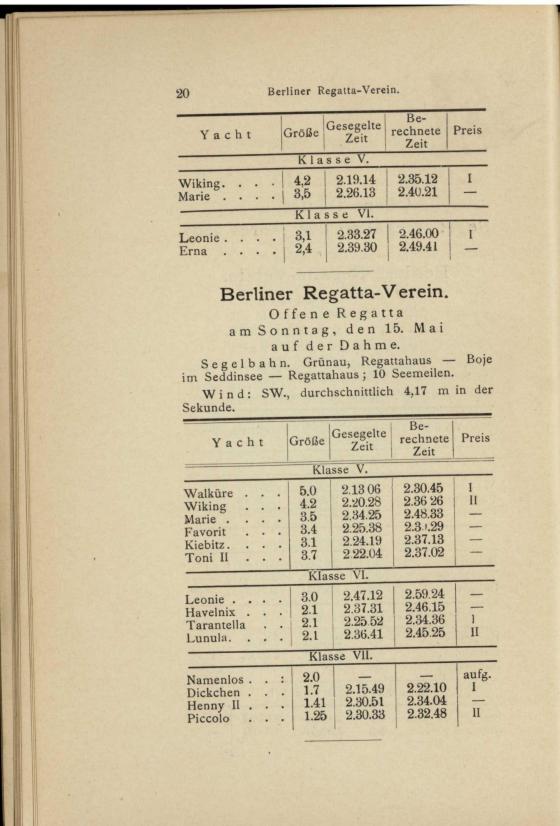 20 Berliner Regatta-Verein.
Yacht Größe Gesegelte Zeit Be-rechnete Zeit Preis
Klasse V.
Wiking. . . . 4,2 2.19.14 2.35.12 I
Marie . . . . 3,5 2.26.13 2.40.21 —
Klasse VI.
Leonie . . . . 3,1 2.33.27 2.46.00 I
Erna . . . . 2,4 2.39.30 2.49.41 —
Berliner Regatta-Verein.
Offene Regatta
am Sonntag, den 15. Mai
auf der Dahme.
Segelbahn. Grünau, Regattahaus — Boje
im Seddinsee — Regattahaus; 10 Seemeilen.
Wind: SW., durchschnittlich 4,17 m in der
Sekunde.
Yacht Größe Gesegelte Zeit Be-rechnete Zeit Preis
Klasse V.
Walküre . . . 5.0 2.13 06 2.30.45 I
Wiking . . . 4.2 2.20.28 2.36 26 II
Marie . . . . 3.5 2.34.25 2.48.33 —
Favorit . . . 3.4 2.25.38 —
Kiebitz. . . . 3.1 2.24.19 2.37.13 —
Toni II . . . 3.7 2 22.04 2.37.02 —
Klasse VI.
Leonie . . . . 3.0 2.47.12 2.59.24 —
Havelnix . . . 2.1 2.37.31 2.46.15 —
Tarantella . . 2.1 2.25 52 2.34.36 I
Lunula. . . . 2.1 2.36.41 2.45.25 II
Klasse VII.
Namenlos . . : 2.0 — — aufg.
Dickchen . . . 1.7 2.15.49 2.22.10 I
Henny II . . . 1.41 2.30.51 2.34.04 —
Piccolo . . . 1.25 2.30.33 2.32.48 II